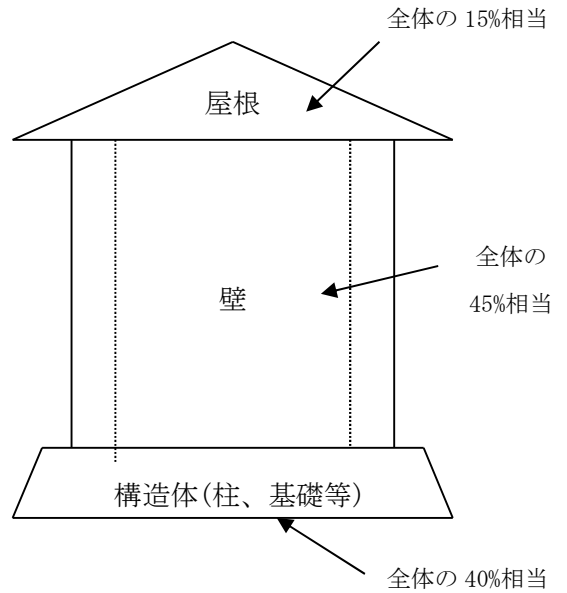 全体の 15%相当
屋根
全体の
45%相当
壁
構造体(柱、基礎等)
全体の 40%相当